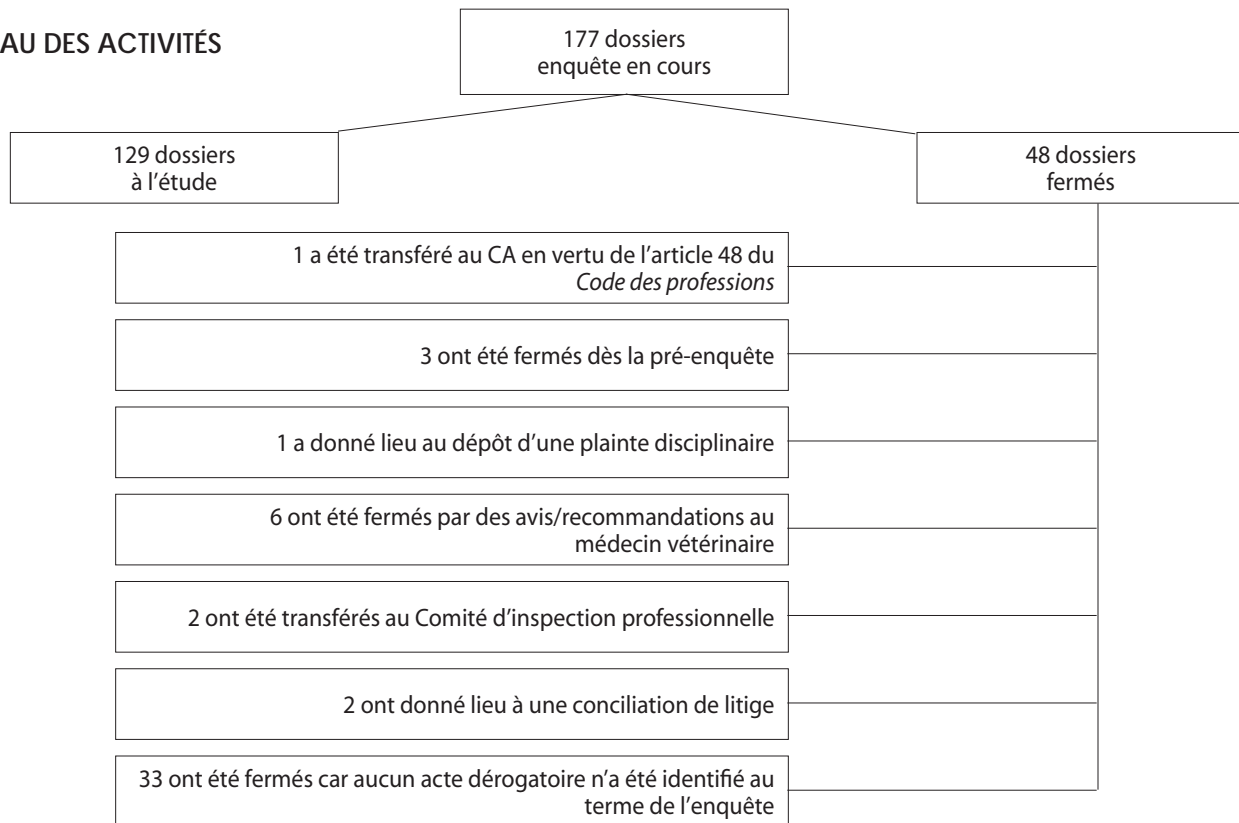 AU DES ACTIVITÉS
177 dossiers
enquête en cours
129 dossiers
à l'étude
48 dossiers
fermés
1 a été transféré au CA en vertu de l'article 48 du
Code des professions
3 ont été fermés dès la pré-enquête
1 a donné lieu au dépôt d'une plainte disciplinaire
6 ont été fermés par des avis/recommandations au
médecin vétérinaire
2 ont été transférés au Comité d'inspection professionnelle
2 ont donné lieu à une conciliation de litige
33 ont été fermés car aucun acte dérogatoire n'a été identifié au
terme de l'enquête